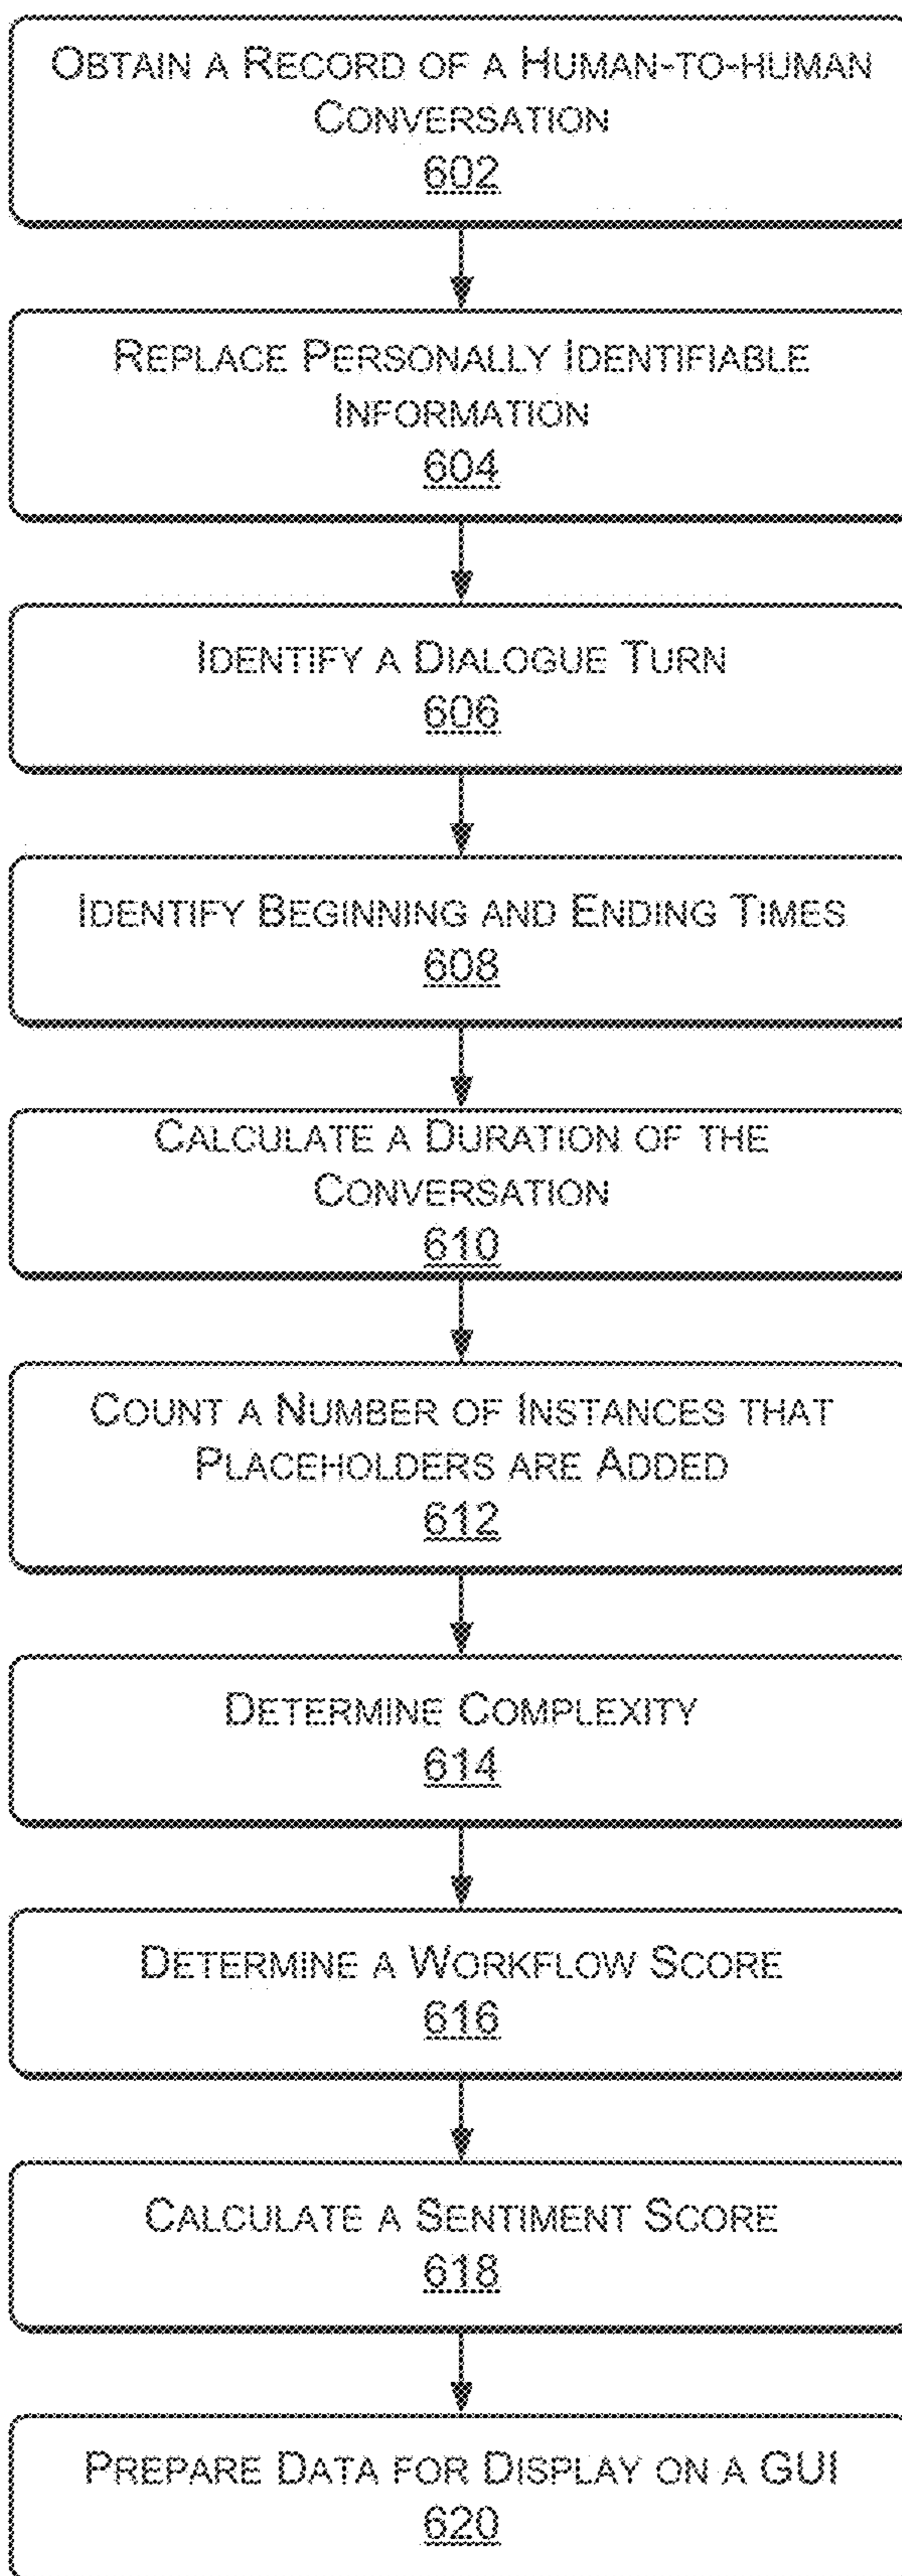 OBTAIN A RECORD OF A HUMAN-TO-HUMAN
CONVERSATION
602
REPLACE PERSONALLY IDENTIFIABLE
INFORMATION
604
IDENTIFY A DIALOGUE TURN
606
IDENTIFY BEGINNING AND ENDING TIMES
608
CALCULATE A DURATION OF THE
CONVERSATION
610
COUNT A NUMBER OF INSTANCES THAT
PLACEHOLDERS ARE ADDED
612
DETERMINE COMPLEXITY
614
DETERMINE A WORKFLOW SCORE
616
CALCULATE A SENTIMENT SCORE
618
PREPARE DATA FOR DISPLAY ON A GUI
620